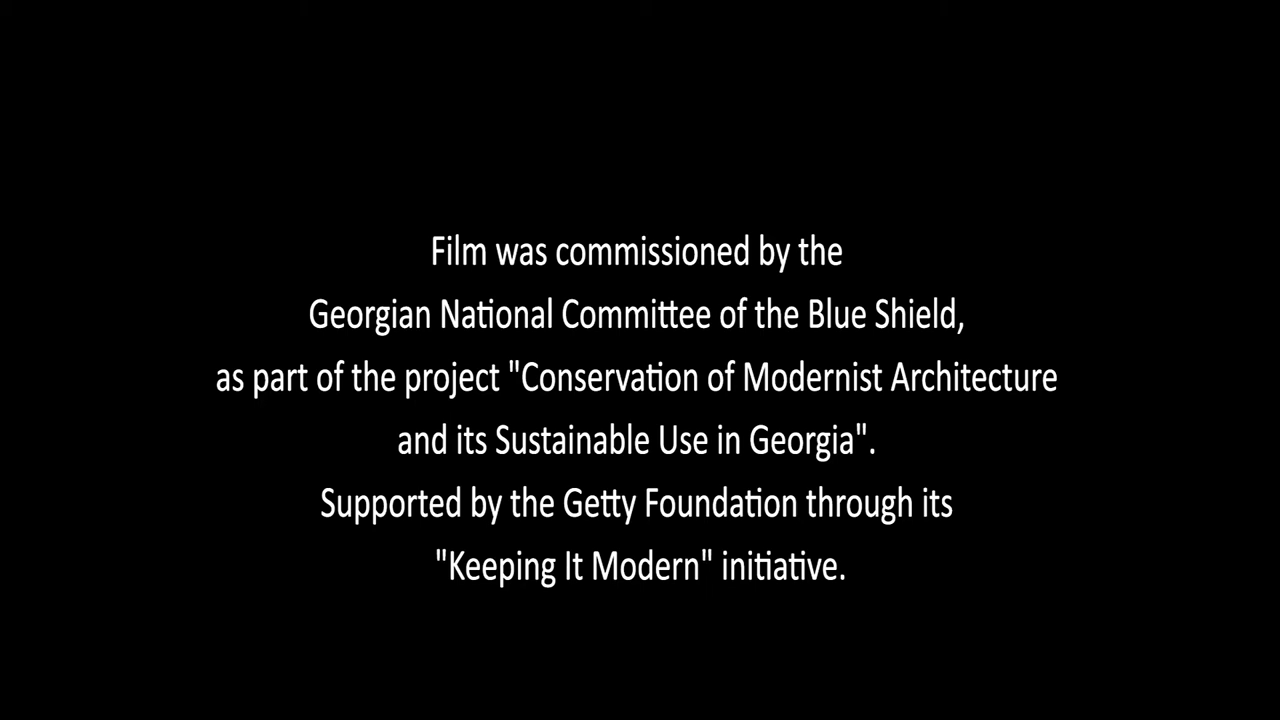 Film was commissioned by the
Georgian National Committee of the Blue Shield,
as part of the project "Conservation of Modernist Architecture
and its Sustainable Use in Georgia".
Supported by the Getty Foundation through its
"Keeping It Modern" initiative.